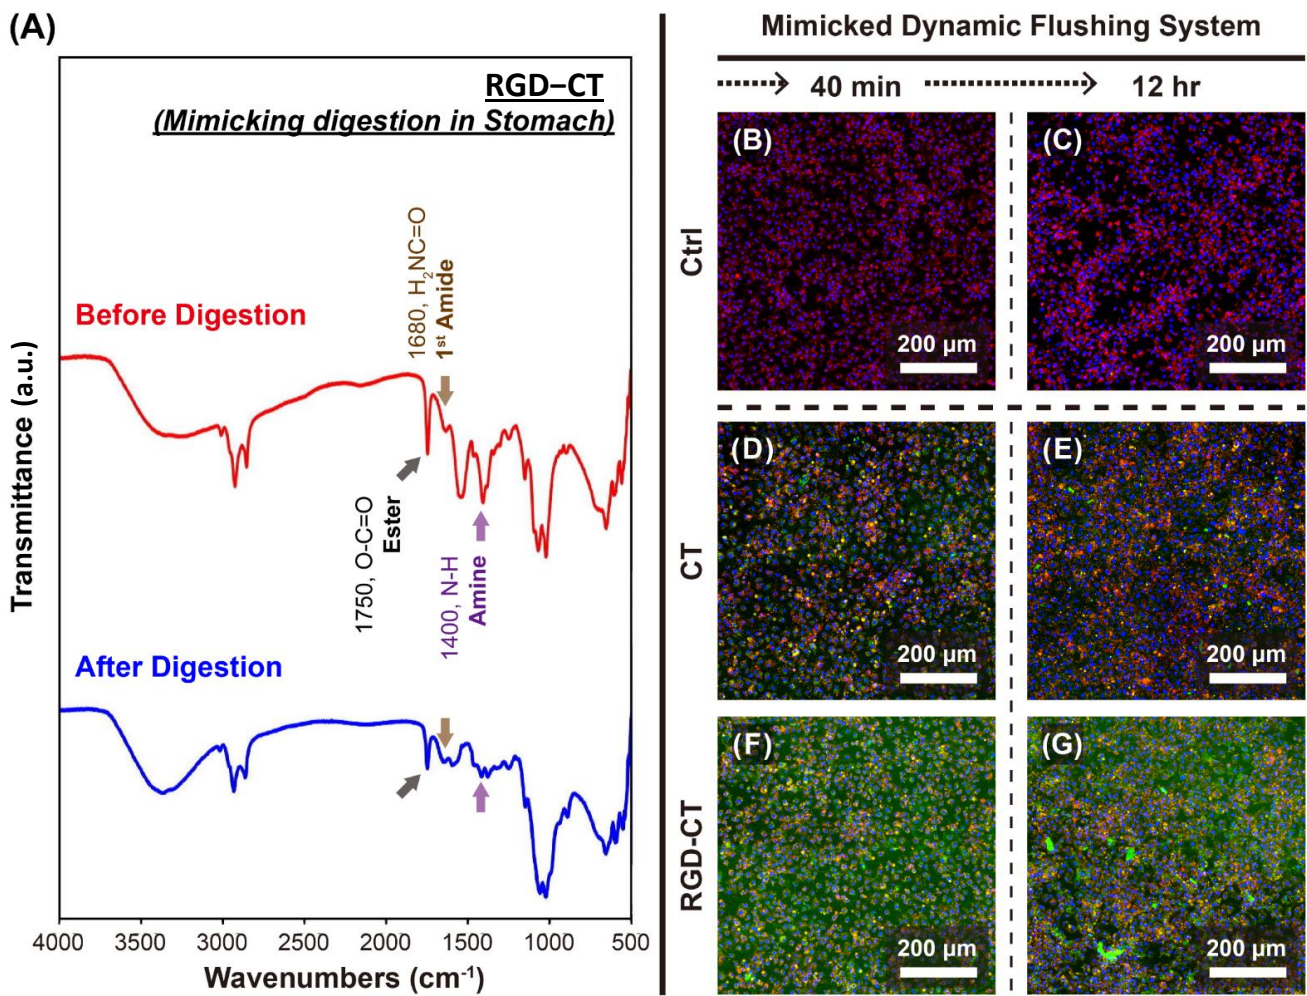 (A)
RGD–CT
(Mimicking digestion in Stomach)
Before Digestion
1680, H2NC=O
1st Amide
1750, O-C=O
Ester
1400, N-H
Amine
After Digestion
Transmittance (a.u.)
4000 3500 3000 2500 2000 1500 1000 500
Wavenumbers (cm-1)
Mimicked Dynamic Flushing System
40 min 12 hr
Ctrl
(B) (C)
200 µm 200 µm
CT
(D) (E)
200 µm 200 µm
RGD-CT
(F) (G)
200 µm 200 µm